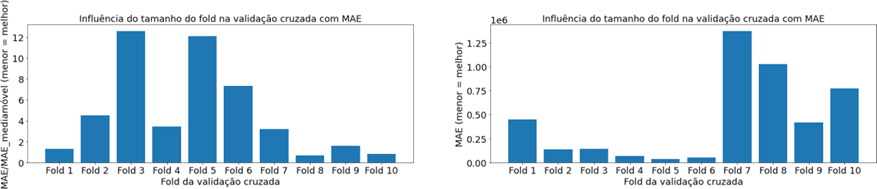 Influência do tamanho do fold na validação cruzada com MAE
MAE/MAE_mediamóvel (menor = melhor)
12
10
8
6
4
2
0
Fold 1 Fold 2 Fold 3 Fold 4 Fold 5 Fold 6 Fold 7 Fold 8 Fold 9 Fold 10
Fold da validação cruzada
Influência do tamanho do fold na validação cruzada com MAE
1e6
MAE (menor = melhor)
1.25
1.00
0.75
0.50
0.25
0.00
Fold 1 Fold 2 Fold 3 Fold 4 Fold 5 Fold 6 Fold 7 Fold 8 Fold 9 Fold 10
Fold da validação cruzada